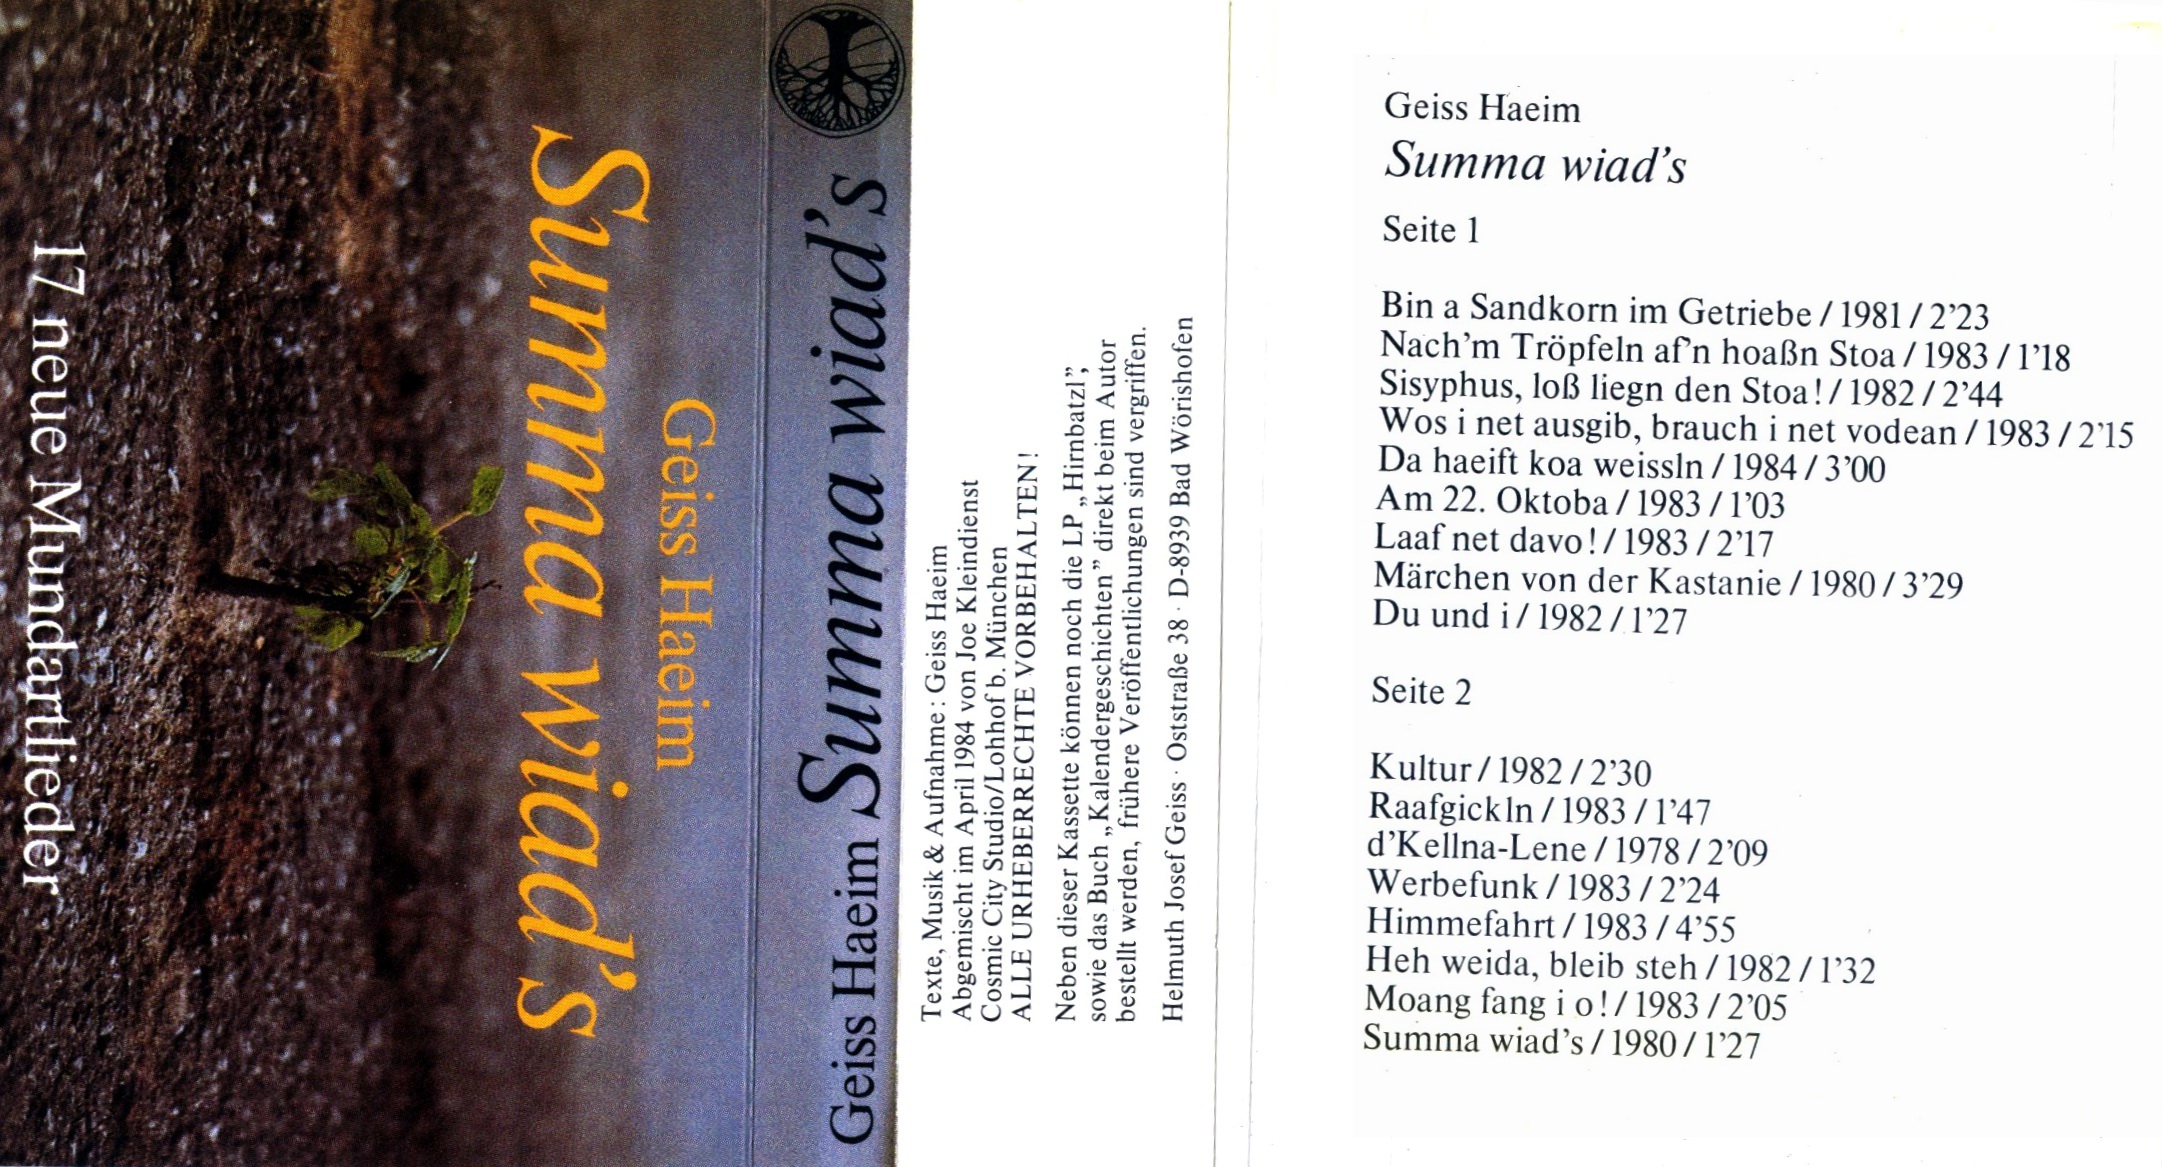 Summa wiad's
Geiss Haeim
17 neue Mundartlieder
Geiss Haeim Summa wiad's
Texte, Musik & Aufnahme: Geiss Haeim
Abgemischt im April 1984 von Joe Kleindienst
Cosmic City Studio/Lohhof b. München
ALLE URHEBERRECHTE VORBEHALTEN!
Neben dieser Kassette können noch die LP „Hirnbatzl”,
sowie das Buch „Kalendergeschichten” direkt beim Autor
bestellt werden, frühere Veröffentlichungen sind vergriffen.
Helmuth Josef Geiss · Oststraße 38 · D-8939 Bad Wörishofen
Geiss Haeim
Summa wiad's
Seite 1
Bin a Sandkorn im Getriebe / 1981 / 2’23
Nach’m Tröpfeln af’n hoaßn Stoa / 1983 / 1’18
Sisyphus, loß liegn den Stoa! / 1982 / 2’44
Wos i net ausgib, brauch i net vodean / 1983 / 2’15
Da haeift koa weissln / 1984 / 3’00
Am 22. Oktoba / 1983 / 1’03
Laaf net davo! / 1983 / 2’17
Märchen von der Kastanie / 1980 / 3’29
Du und i / 1982 / 1’27
Seite 2
Kultur / 1982 / 2’30
Raafgickln / 1983 / 1’47
d’Kellna-Lene / 1978 / 2’09
Werbefunk / 1983 / 2’24
Himmefahrt / 1983 / 4’55
Heh weida, bleib steh / 1982 / 1’32
Moang fang i o! / 1983 / 2’05
Summa wiad’s / 1980 / 1’27